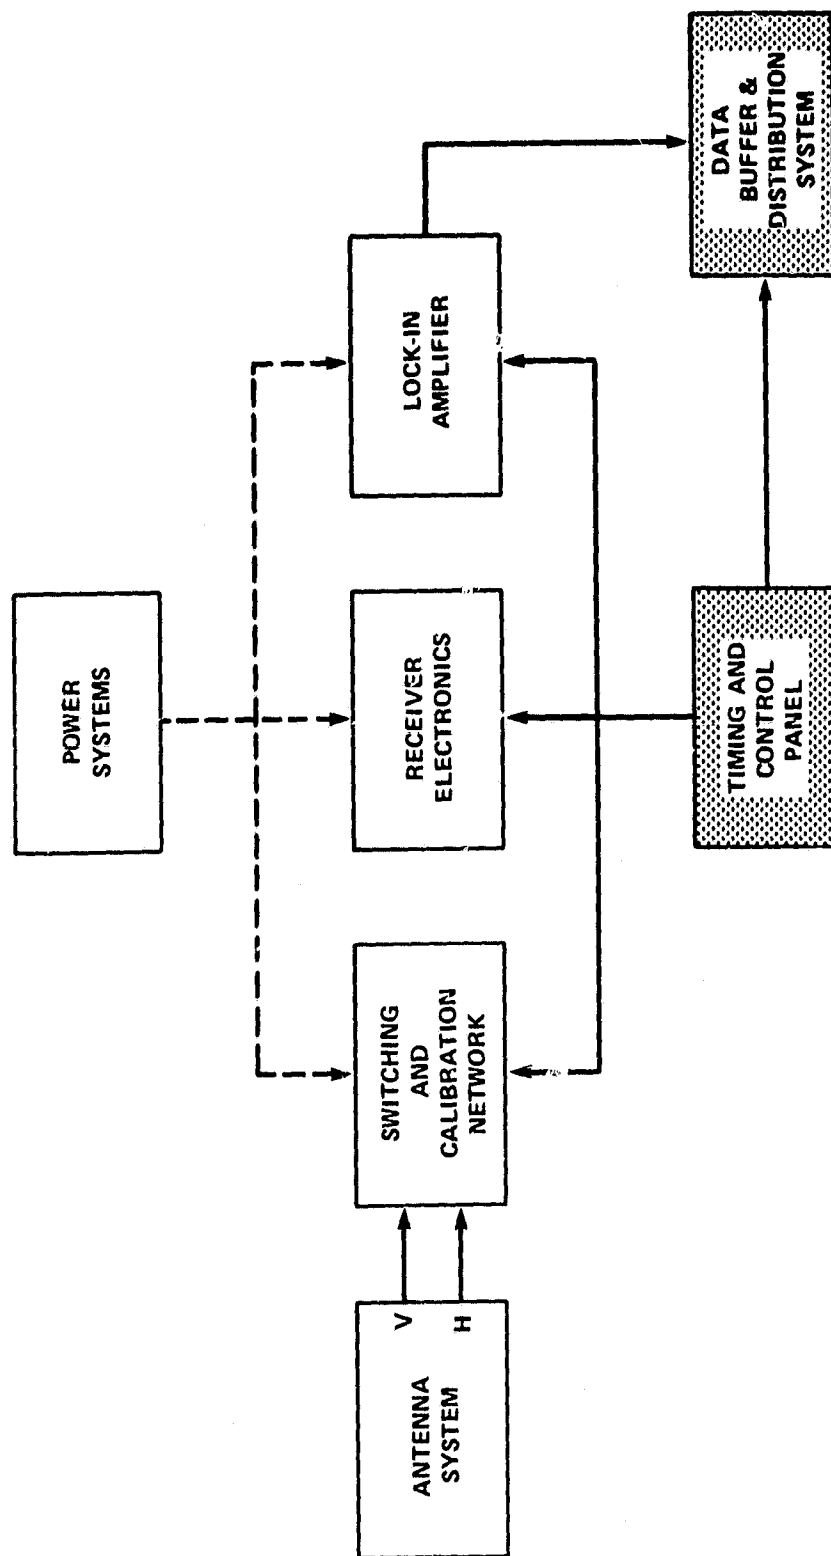 POWER
SYSTEMS
ANTENNA
SYSTEM
V
H
SWITCHING
AND
CALIBRATION
NETWORK
RECEIVER
ELECTRONICS
LOCK-IN
AMPLIFIER
TIMING AND
CONTROL
PANEL
DATA
BUFFER &
DISTRIBUTION
SYSTEM